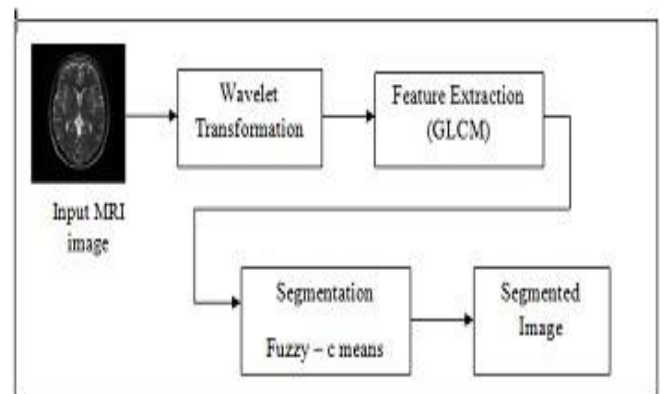 Wavelet
Transformation
Feature Extraction
(GLCM)
Input MRI
image
Segmentation
Fuzzy – c means
Segmented
Image